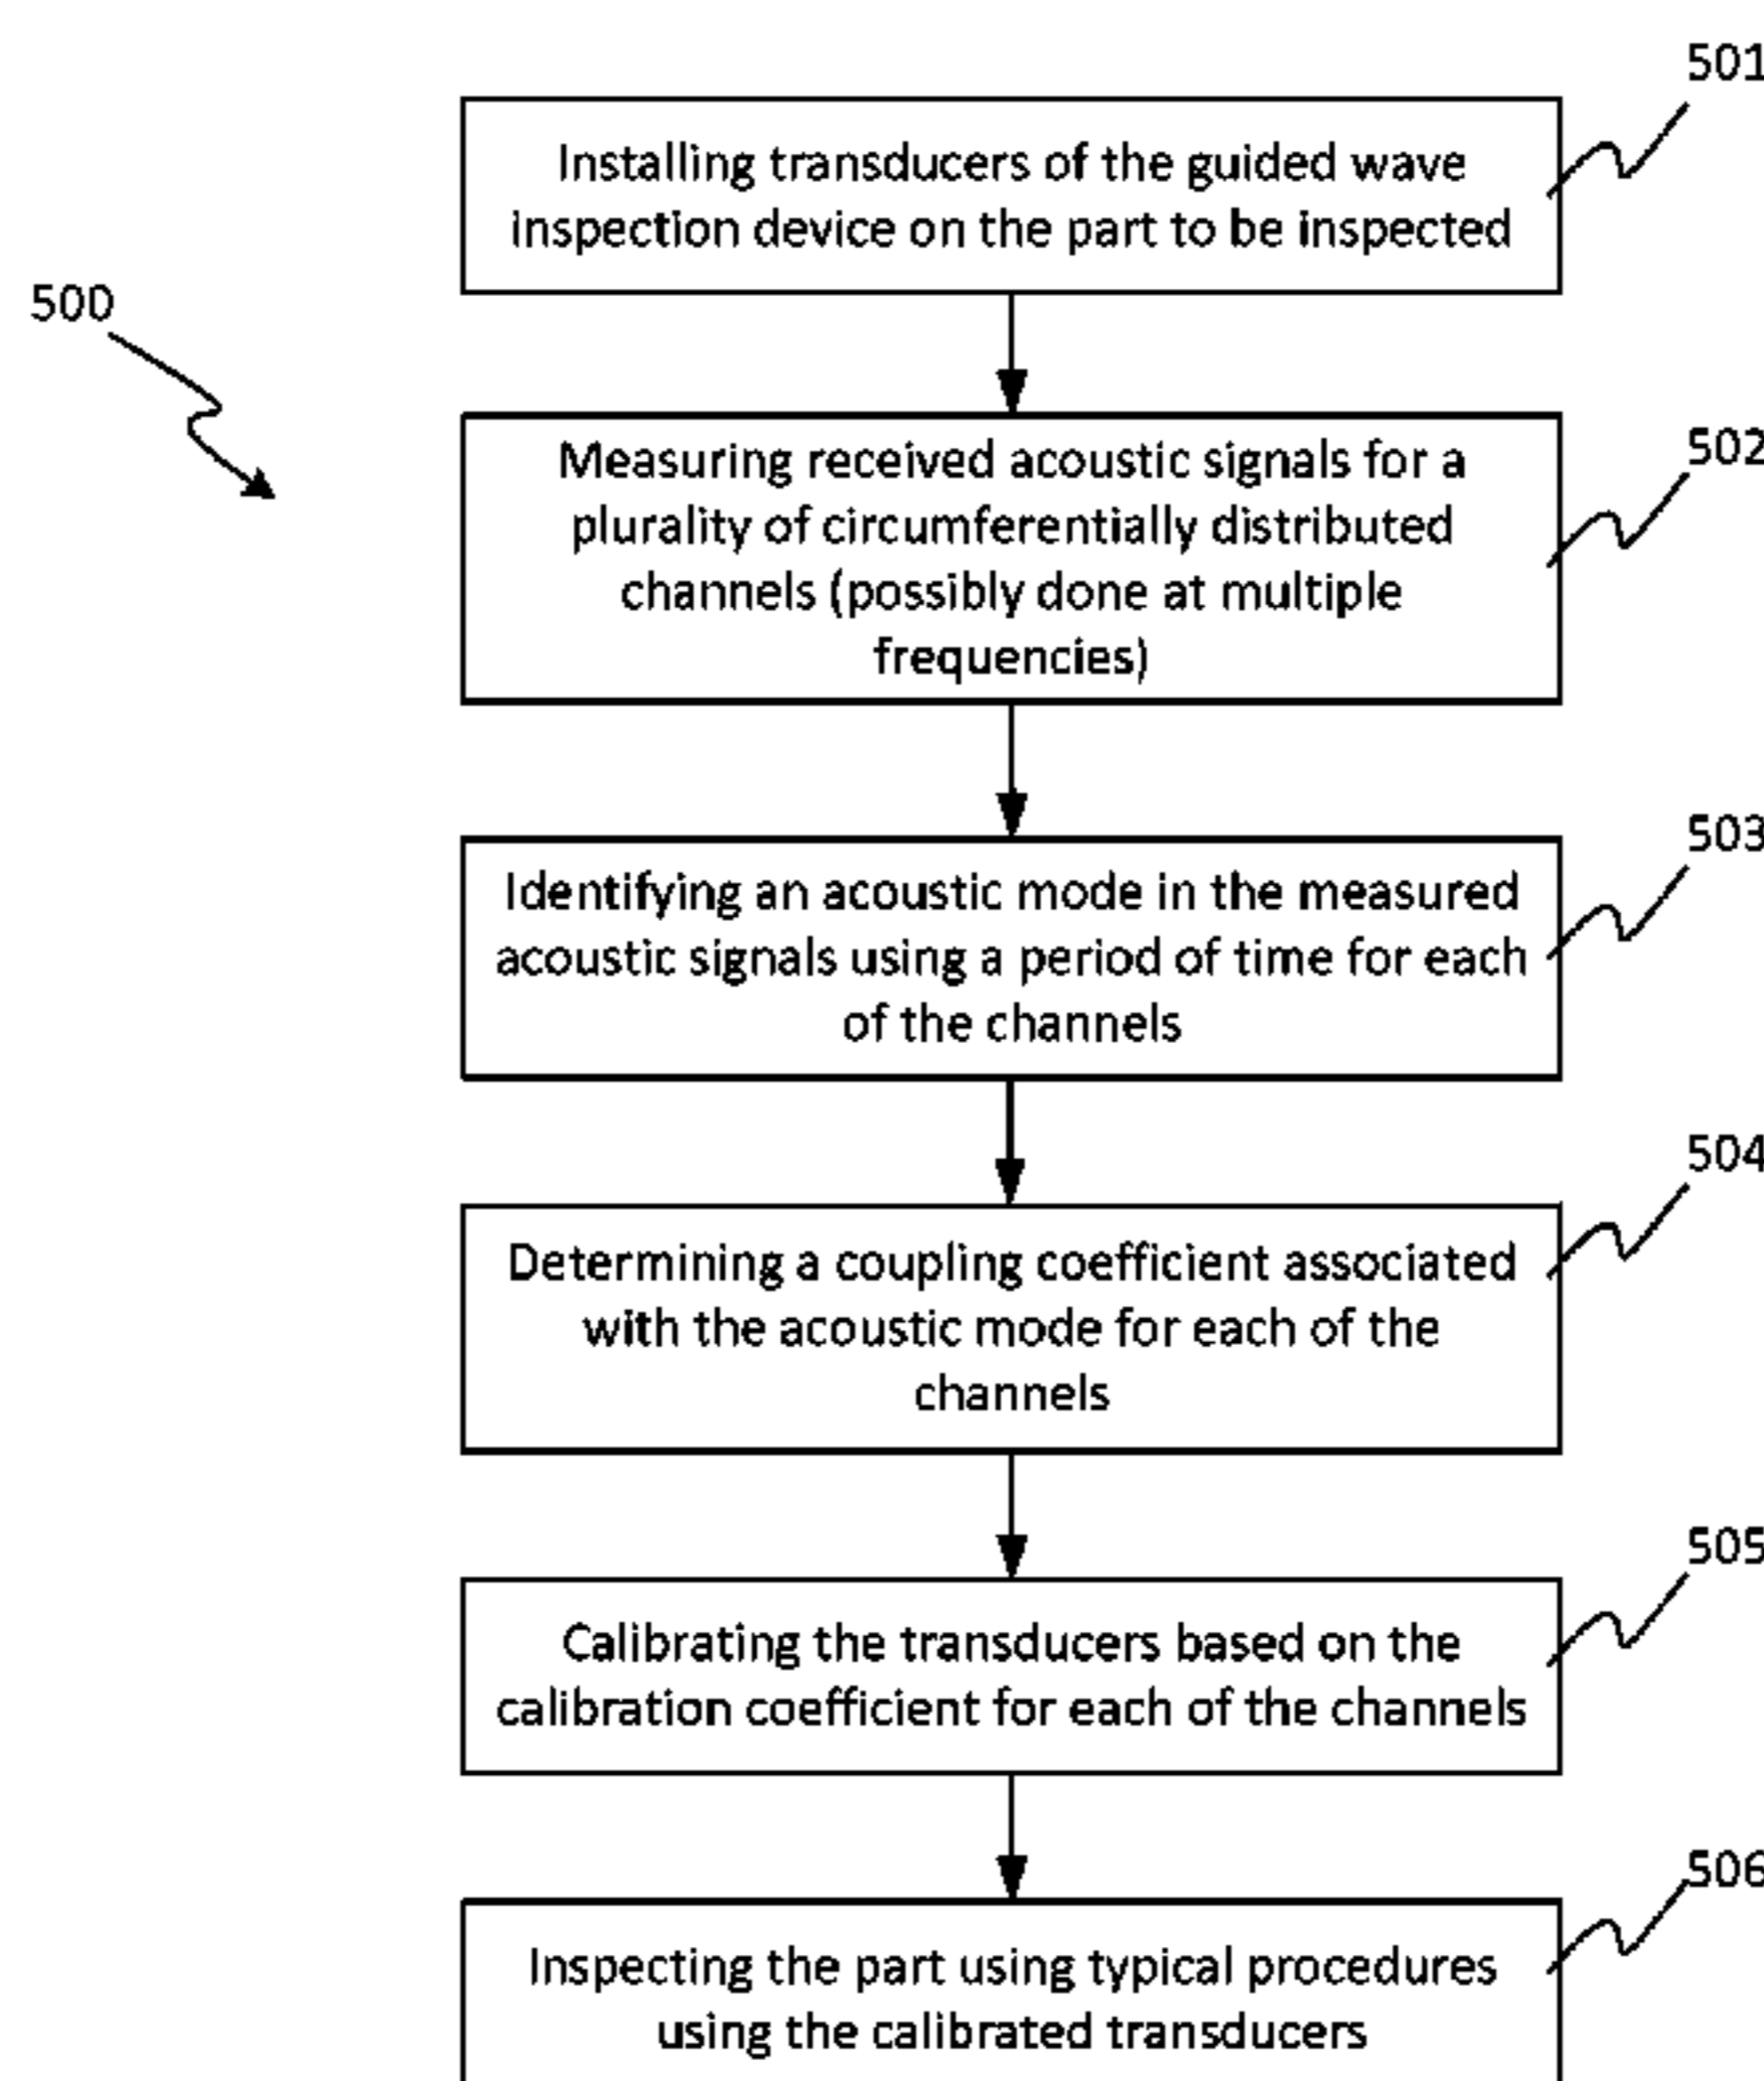 501
Installing transducers of the guided wave
inspection device on the part to be inspected
500
502
Measuring received acoustic signals for a
plurality of circumferentially distributed
channels (possibly done at multiple
frequencies)
503
Identifying an acoustic mode in the measured
acoustic signals using a period of time for each
of the channels
504
Determining a coupling coefficient associated
with the acoustic mode for each of the
channels
505
Calibrating the transducers based on the
calibration coefficient for each of the channels
506
Inspecting the part using typical procedures
using the calibrated transducers